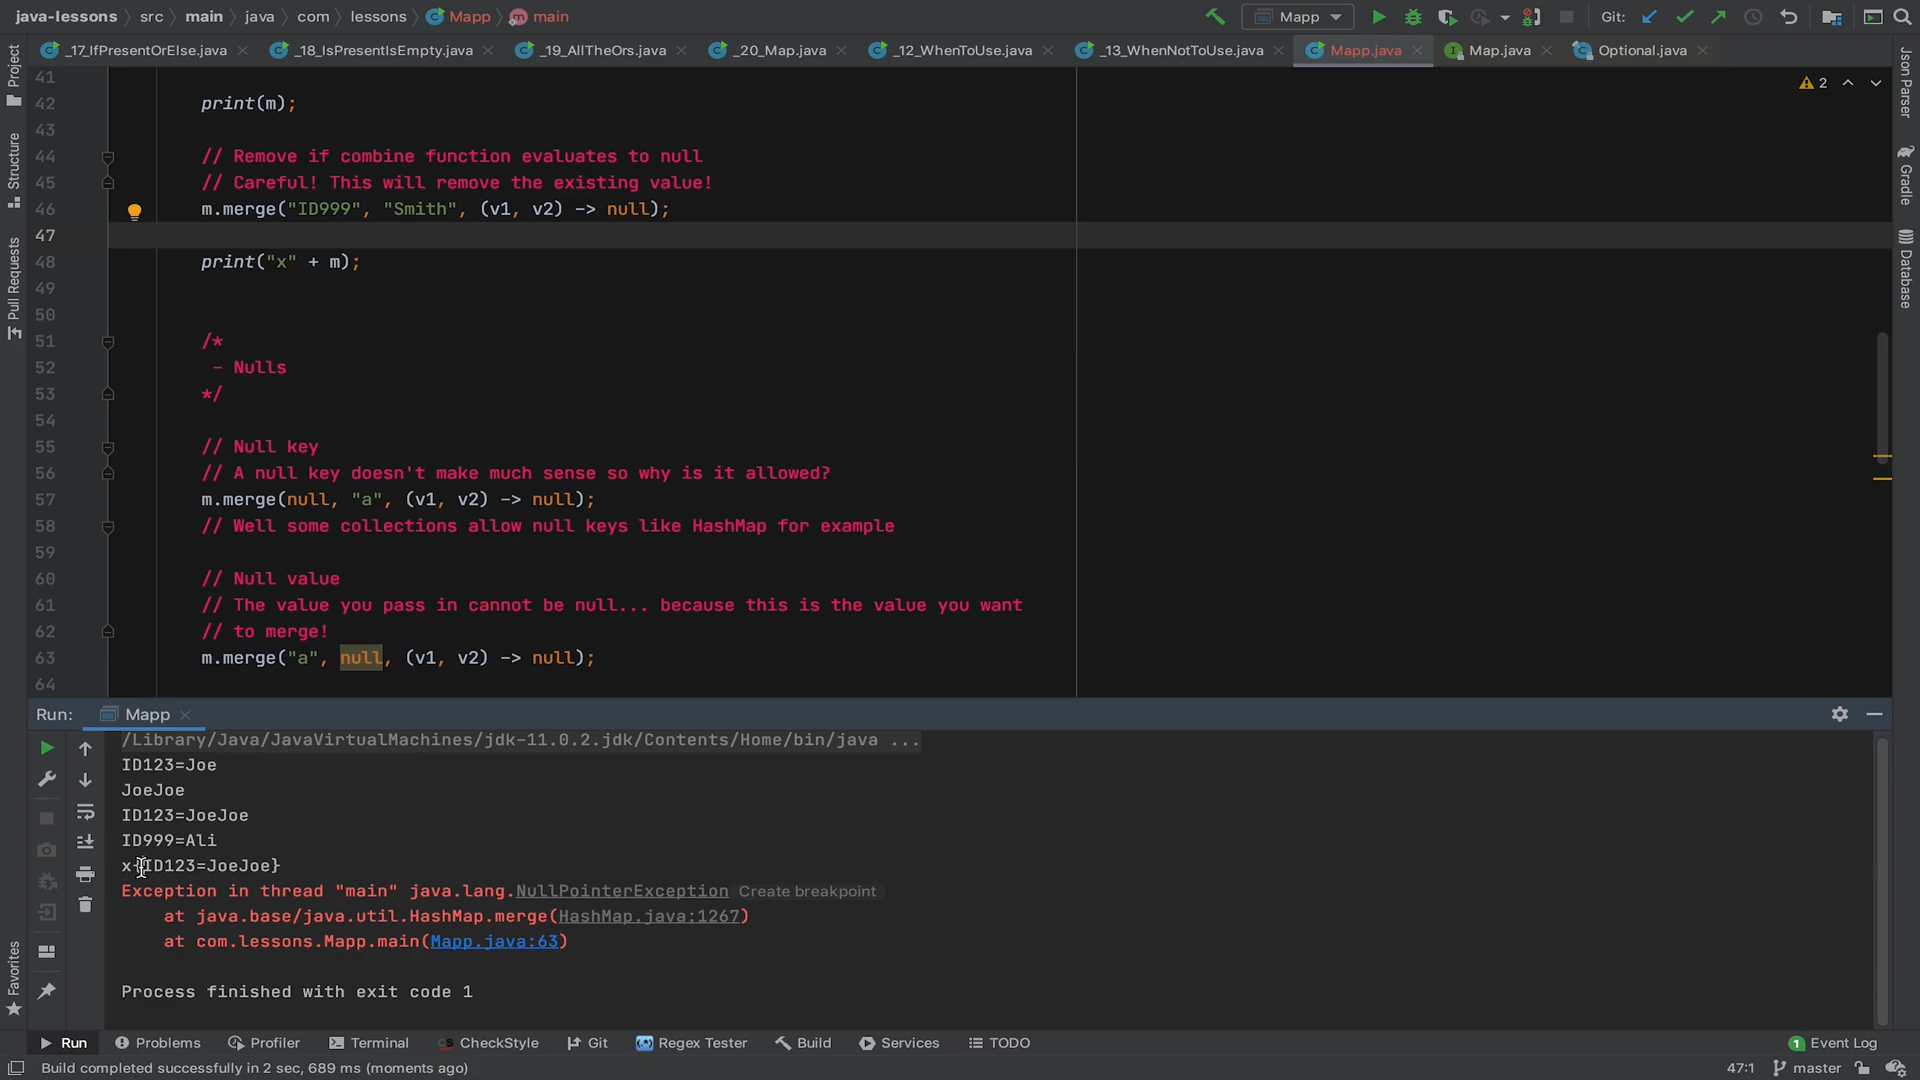 java-lessons src main java com lessons Mapp main Mapp Git:
_17_IfPresentOrElse.java _18_IsPresentIsEmpty.java _19_AllTheOrs.java _20_Map.java _12_WhenToUse.java _13_WhenNotToUse.java Mapp.java Map.java Optional.java
Project
Structure
Pull Requests
Favorites
Json Parser
Gradle
Database
2
41
42 print(m);
43
44 // Remove if combine function evaluates to null
45 // Careful! This will remove the existing value!
46 m.merge("ID999", "Smith", (v1, v2) -> null);
47
48 print("x" + m);
49
50
51 /*
52 - Nulls
53 */
54
55 // Null key
56 // A null key doesn't make much sense so why is it allowed?
57 m.merge(null, "a", (v1, v2) -> null);
58 // Well some collections allow null keys like HashMap for example
59
60 // Null value
61 // The value you pass in cannot be null... because this is the value you want
62 // to merge!
63 m.merge("a", null, (v1, v2) -> null);
64
Run: Mapp
/Library/Java/JavaVirtualMachines/jdk-11.0.2.jdk/Contents/Home/bin/java ...
ID123=Joe
JoeJoe
ID123=JoeJoe
ID999=Ali
x{ID123=JoeJoe}
Exception in thread "main" java.lang.NullPointerException Create breakpoint
at java.base/java.util.HashMap.merge(HashMap.java:1267)
at com.lessons.Mapp.main(Mapp.java:63)
Process finished with exit code 1
Run Problems Profiler Terminal CS CheckStyle Git Regex Tester Build Services TODO 1 Event Log
Build completed successfully in 2 sec, 689 ms (moments ago) 47:1 master